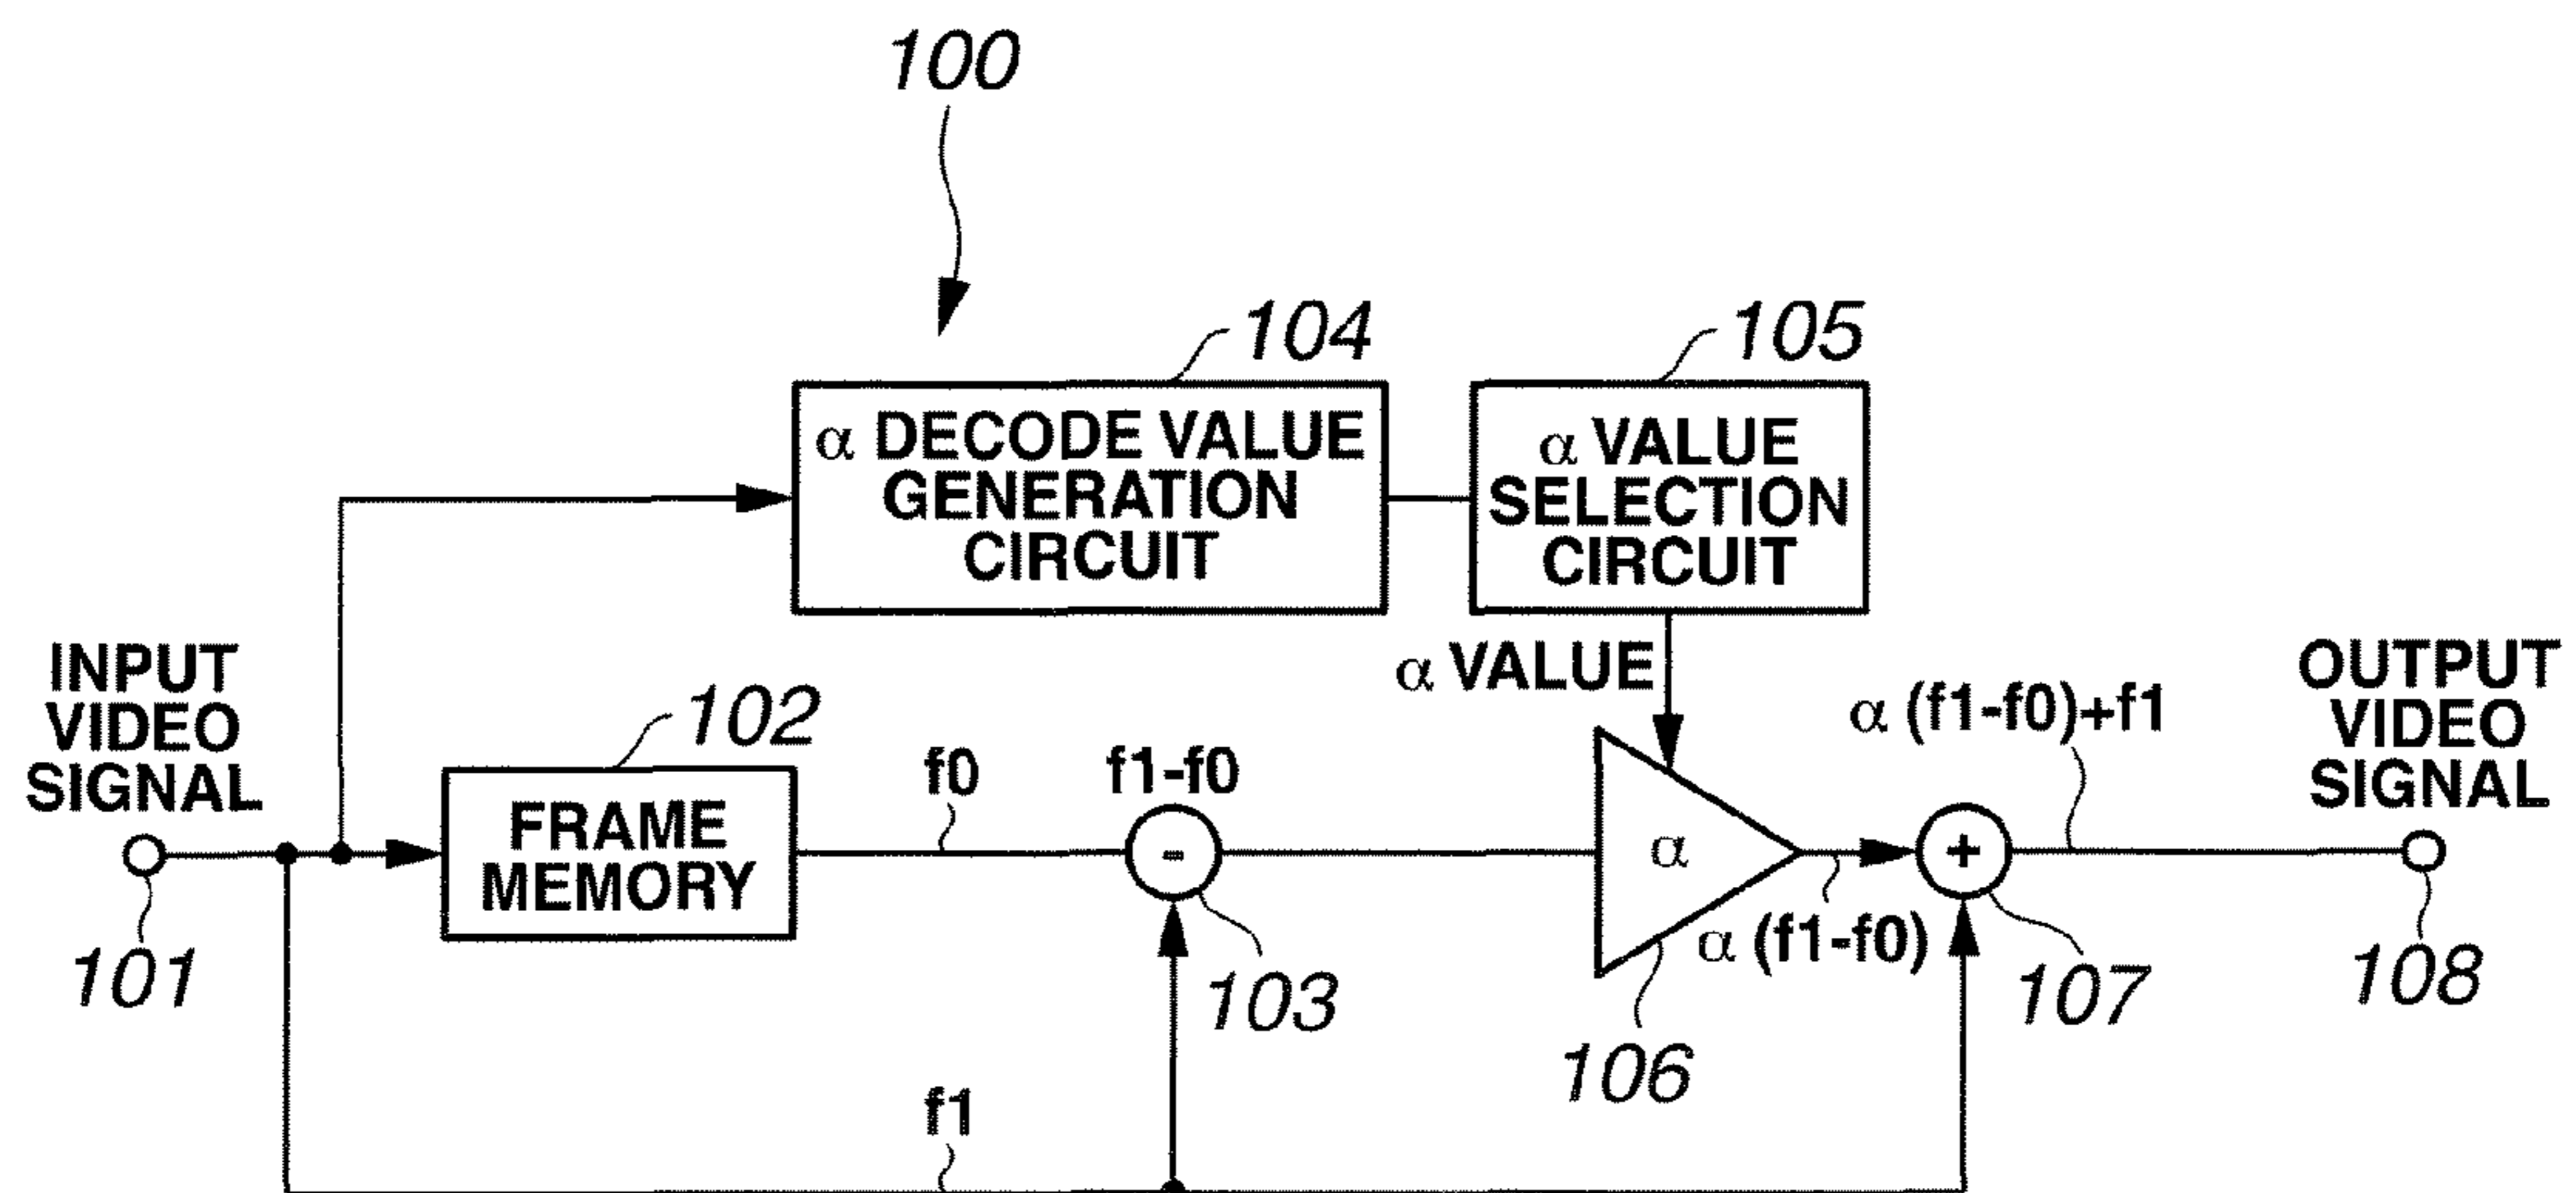 100
104
105
α DECODE VALUE
GENERATION
CIRCUIT
α VALUE
SELECTION
CIRCUIT
INPUT
VIDEO
SIGNAL
α VALUE
OUTPUT
VIDEO
SIGNAL
102
f0
f1-f0
α (f1-f0)+f1
FRAME
MEMORY
-
α
+
α (f1-f0)
101
103
107
108
106
f1